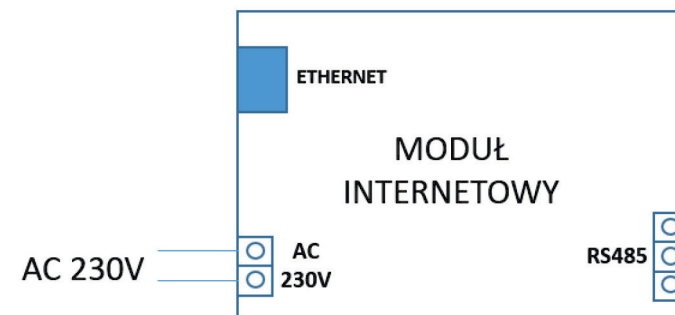 ETHERNET
MODUŁ
INTERNETOWY
AC 230V
AC
230V
RS485